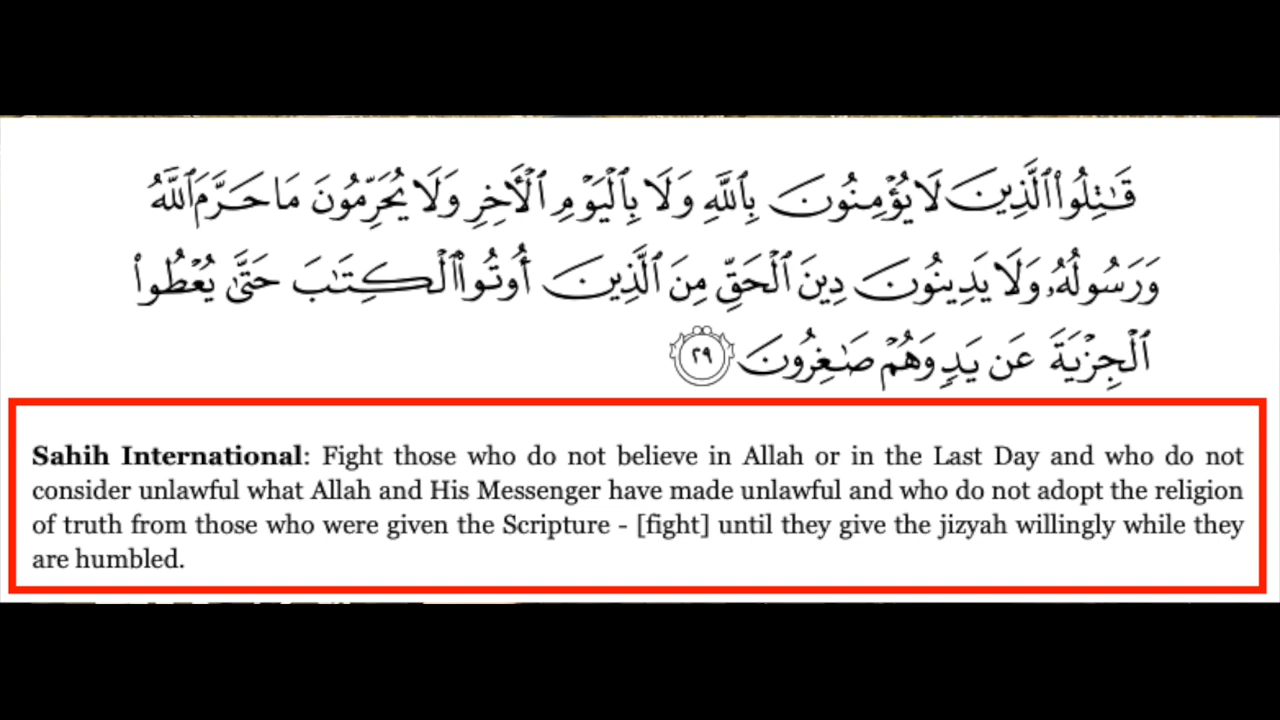 قَـٰتِلُوا۟ ٱلَّذِينَ لَا يُؤْمِنُونَ بِٱللَّهِ وَلَا بِٱلْيَوْمِ ٱلْـَٔاخِرِ وَلَا يُحَرِّمُونَ مَا حَرَّمَ ٱللَّهُ
وَرَسُولُهُۥ وَلَا يَدِينُونَ دِينَ ٱلْحَقِّ مِنَ ٱلَّذِينَ أُوتُوا۟ ٱلْكِتَـٰبَ حَتَّىٰ يُعْطُوا۟
ٱلْجِزْيَةَ عَن يَدٍ وَهُمْ صَـٰغِرُونَ ٢٩
Sahih International: Fight those who do not believe in Allah or in the Last Day and who do not
consider unlawful what Allah and His Messenger have made unlawful and who do not adopt the religion
of truth from those who were given the Scripture - [fight] until they give the jizyah willingly while they
are humbled.